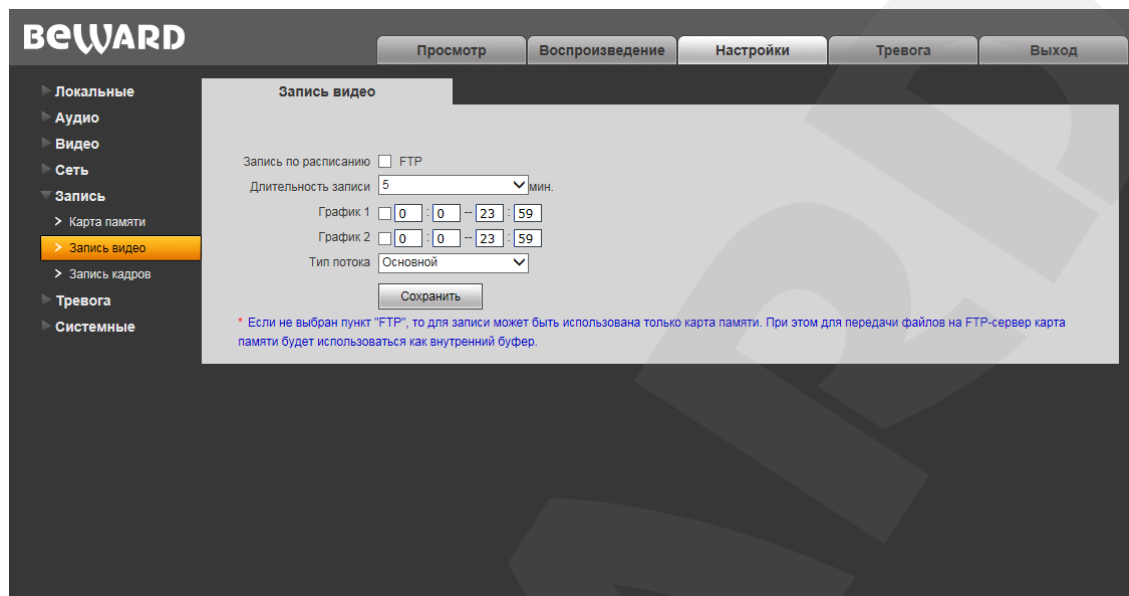 BEWARD
Просмотр Воспроизведение Настройки Тревога Выход
Локальные
Аудио
Видео
Сеть
Запись
> Карта памяти
> Запись видео
> Запись кадров
Тревога
Системные
Запись видео
Запись по расписанию FTP
Длительность записи 5 мин.
График 1 0 : 0 -- 23 : 59
График 2 0 : 0 -- 23 : 59
Тип потока Основной
Сохранить
* Если не выбран пункт "FTP", то для записи может быть использована только карта памяти. При этом для передачи файлов на FTP-сервер карта
памяти будет использоваться как внутренний буфер.